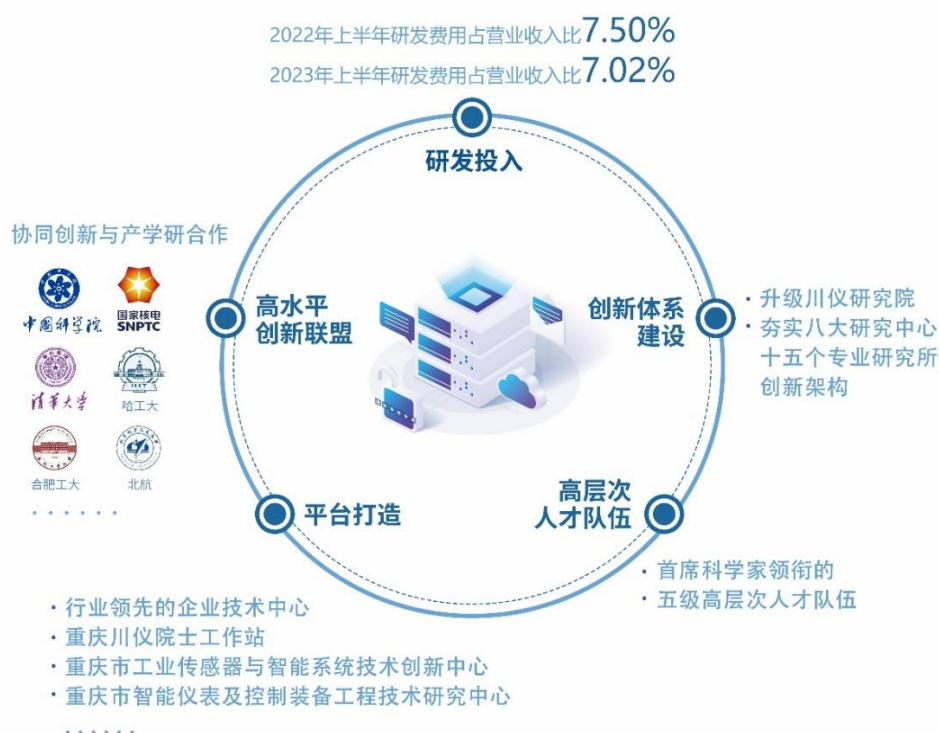 2022年上半年研发费用占营业收入比7.50%
2023年上半年研发费用占营业收入比7.02%
研发投入
协同创新与产学研合作
中国科学院
国家核电
SNPTC
清华大学
哈工大
合肥工大
北航
· · · · · ·
高水平
创新联盟
创新体系
建设
· 升级川仪研究院
· 夯实八大研究中心
十五个专业研究所
创新架构
平台打造
高层次
人才队伍
· 首席科学家领衔的
· 五级高层次人才队伍
· 行业领先的企业技术中心
· 重庆川仪院士工作站
· 重庆市工业传感器与智能系统技术创新中心
· 重庆市智能仪表及控制装备工程技术研究中心
· · · · · ·